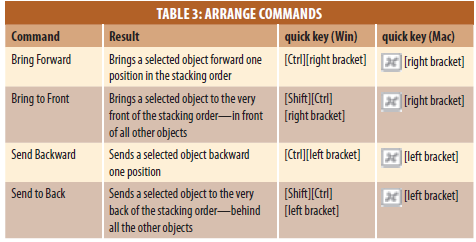 TABLE 3: ARRANGE COMMANDS
Command Result quick key (Win) quick key (Mac)
Bring Forward Brings a selected object forward one [Ctrl][right bracket] ⌘ [right bracket]
position in the stacking order
Bring to Front Brings a selected object to the very [Shift][Ctrl] ⌘ [right bracket]
front of the stacking order—in front [right bracket]
of all other objects
Send Backward Sends a selected object backward [Ctrl][left bracket] ⌘ [left bracket]
one position
Send to Back Sends a selected object to the very [Shift][Ctrl] ⌘ [left bracket]
back of the stacking order—behind [left bracket]
all the other objects